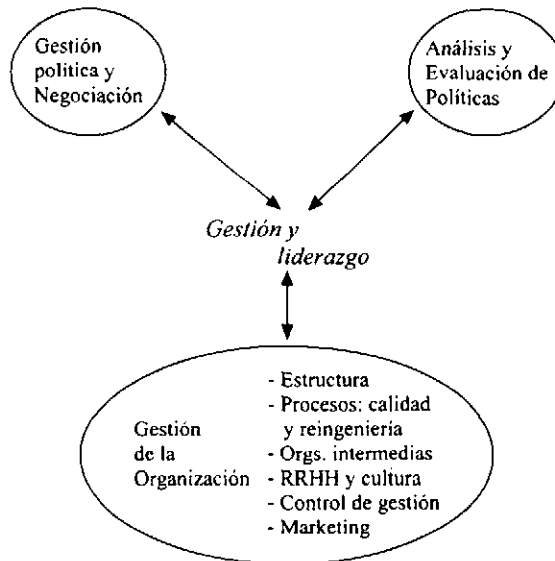 Gestión
política y
Negociación
Análisis y
Evaluación de
Políticas
Gestión y
liderazgo
Gestión
de la
Organización
- Estructura
- Procesos: calidad
y reingeniería
- Orgs. intermedias
- RRHH y cultura
- Control de gestión
- Marketing